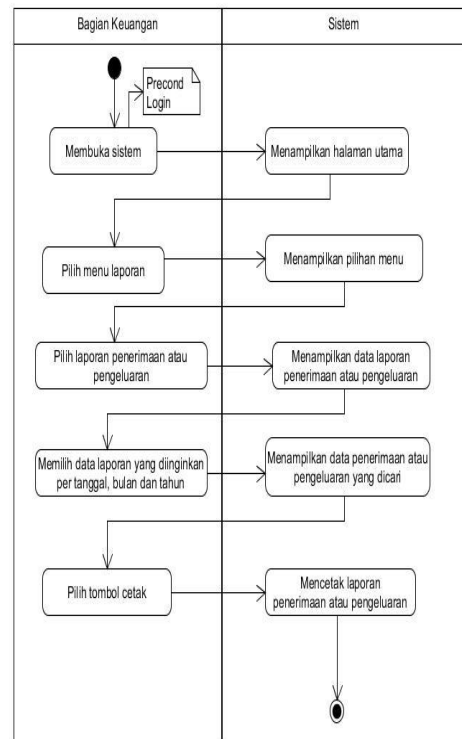 Bagian Keuangan
Sistem
Precond
Login
Membuka sistem
Menampilkan halaman utama
Pilih menu laporan
Menampilkan pilihan menu
Pilih laporan penerimaan atau
pengeluaran
Menampilkan data laporan
penerimaan atau pengeluaran
Memilih data laporan yang diinginkan
per tanggal, bulan dan tahun
Menampilkan data penerimaan atau
pengeluaran yang dicari
Pilih tombol cetak
Mencetak laporan
penerimaan atau pengeluaran